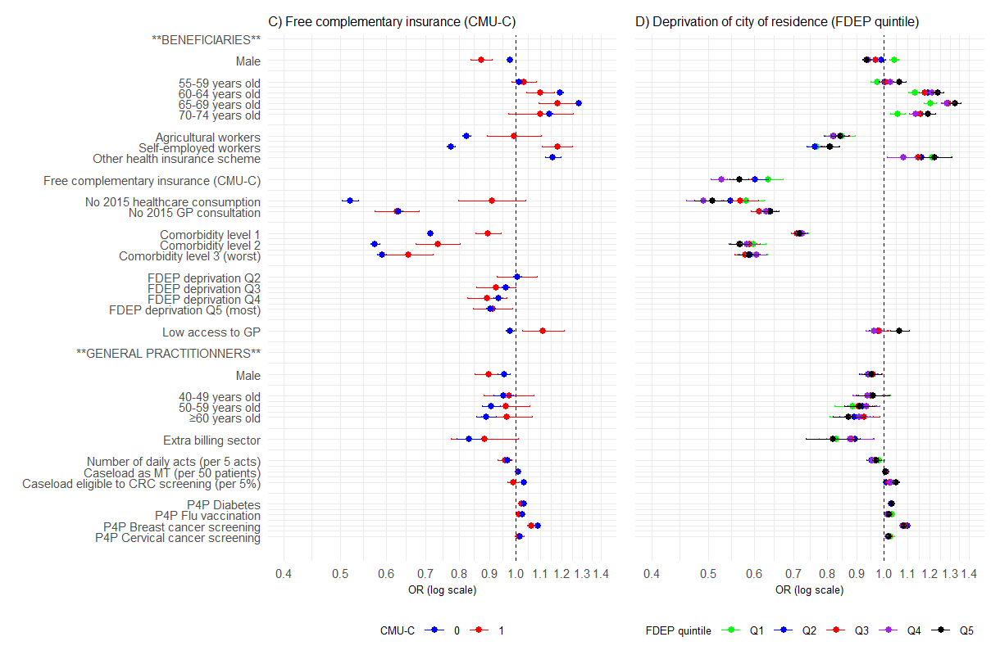 C) Free complementary insurance (CMU-C)
D) Deprivation of city of residence (FDEP quintile)
**BENEFICIARIES**
Male
55-59 years old
60-64 years old
65-69 years old
70-74 years old
Agricultural workers
Self-employed workers
Other health insurance scheme
Free complementary insurance (CMU-C)
No 2015 healthcare consumption
No 2015 GP consultation
Comorbidity level 1
Comorbidity level 2
Comorbidity level 3 (worst)
FDEP deprivation Q2
FDEP deprivation Q3
FDEP deprivation Q4
FDEP deprivation Q5 (most)
Low access to GP
**GENERAL PRACTITIONNERS**
Male
40-49 years old
50-59 years old
≥60 years old
Extra billing sector
Number of daily acts (per 5 acts)
Caseload as MT (per 50 patients)
Caseload eligible to CRC screening (per 5%)
P4P Diabetes
P4P Flu vaccination
P4P Breast cancer screening
P4P Cervical cancer screening
0.4 0.5 0.6 0.7 0.8 0.9 1.0 1.1 1.2 1.3 1.4
0.4 0.5 0.6 0.7 0.8 0.9 1.0 1.1 1.2 1.3 1.4
OR (log scale)
OR (log scale)
CMU-C 0 1
FDEP quintile Q1 Q2 Q3 Q4 Q5